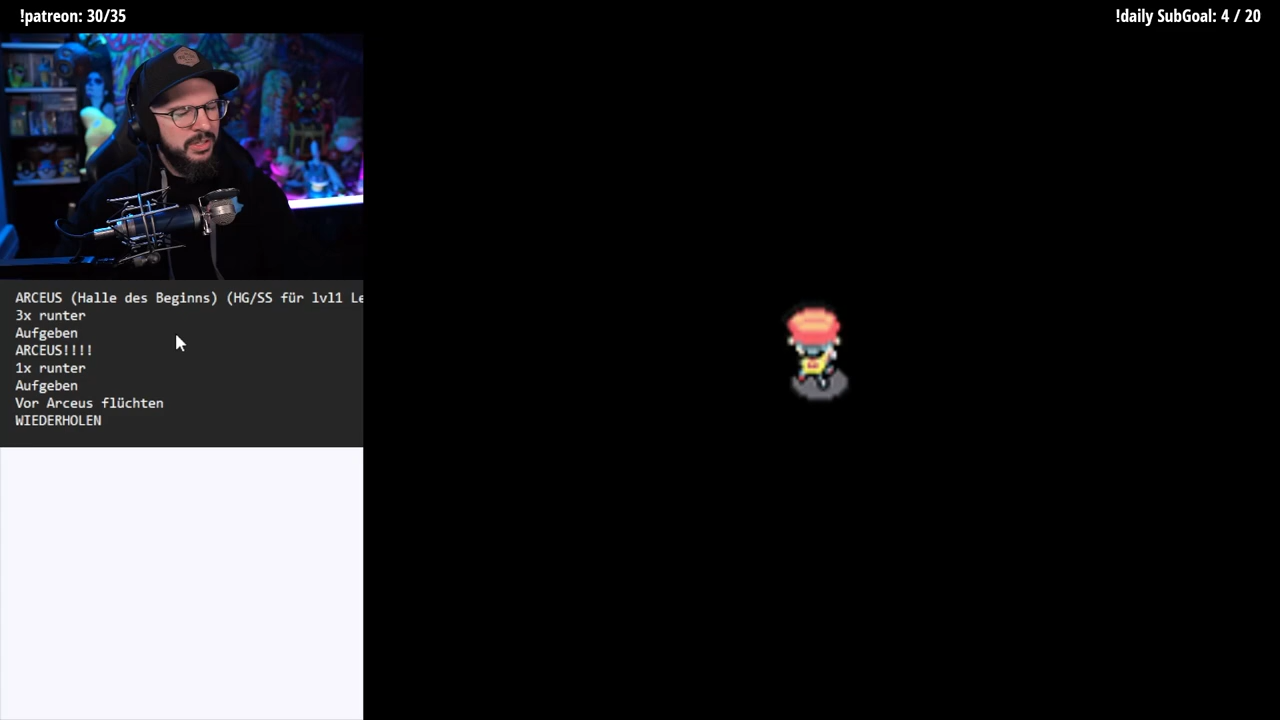 !patreon: 30/35
!daily SubGoal: 4 / 20
ARCEUS (Halle des Beginns) (HG/SS für lvl1 Le
3x runter
Aufgeben
ARCEUS!!!!
1x runter
Aufgeben
Vor Arceus flüchten
WIEDERHOLEN